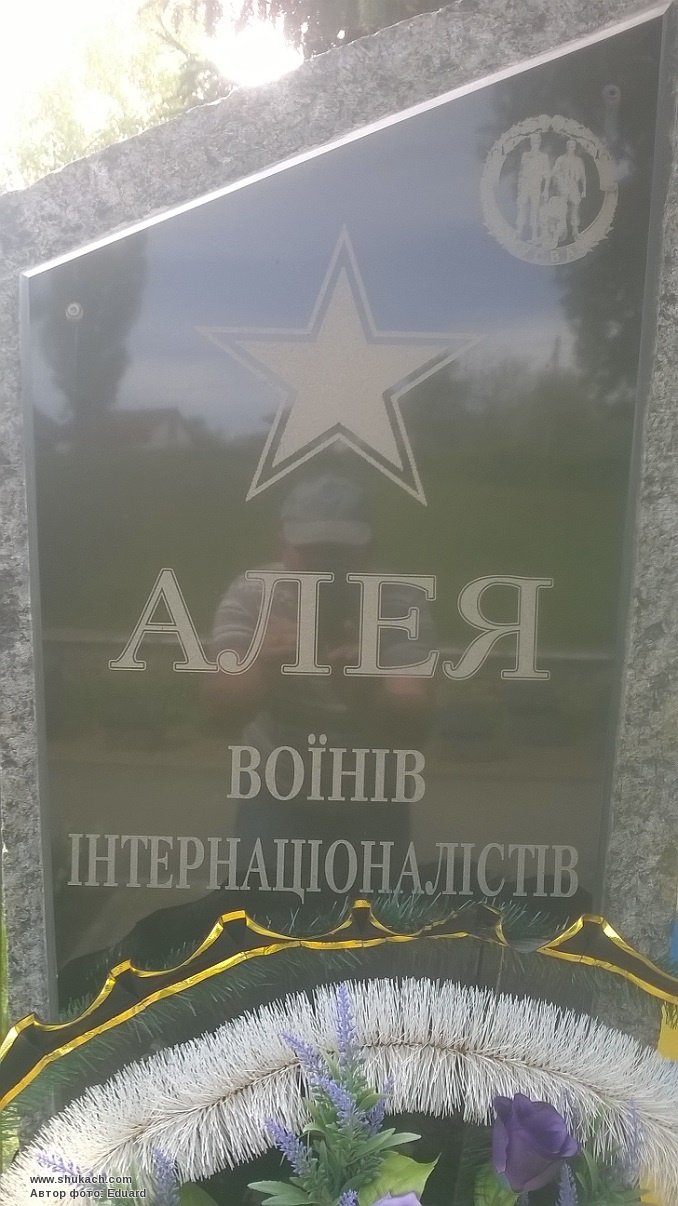 АЛЕЯ
ВОЇНІВ
ІНТЕРНАЦІОНАЛІСТІВ
www.shukach.com
Автор фото: Eduard